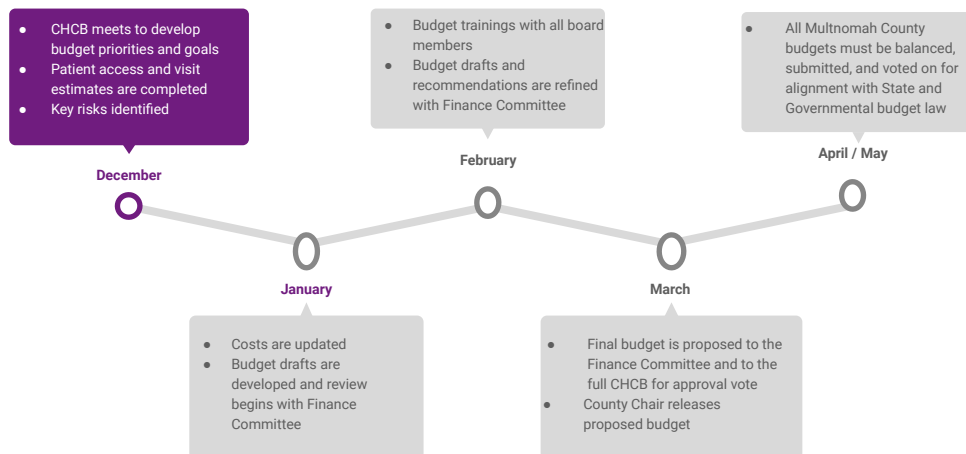 ● CHCB meets to develop
budget priorities and goals
● Patient access and visit
estimates are completed
● Key risks identified
December
● Costs are updated
● Budget drafts are
developed and review
begins with Finance
Committee
January
● Budget trainings with all board
members
● Budget drafts and
recommendations are refined
with Finance Committee
February
● Final budget is proposed to the
Finance Committee and to the
full CHCB for approval vote
● County Chair releases
proposed budget
March
● All Multnomah County
budgets must be balanced,
submitted, and voted on for
alignment with State and
Governmental budget law
April / May